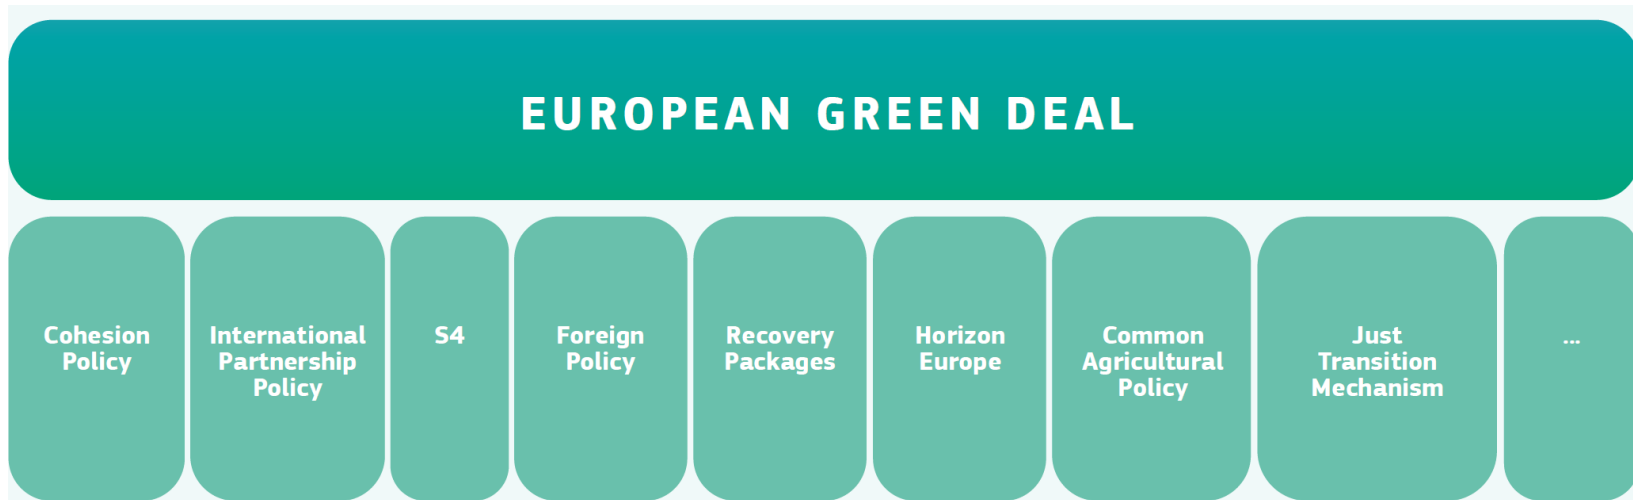 EUROPEAN GREEN DEAL
Cohesion
Policy
International
Partnership
Policy
S4
Foreign
Policy
Recovery
Packages
Horizon
Europe
Common
Agricultural
Policy
Just
Transition
Mechanism
...